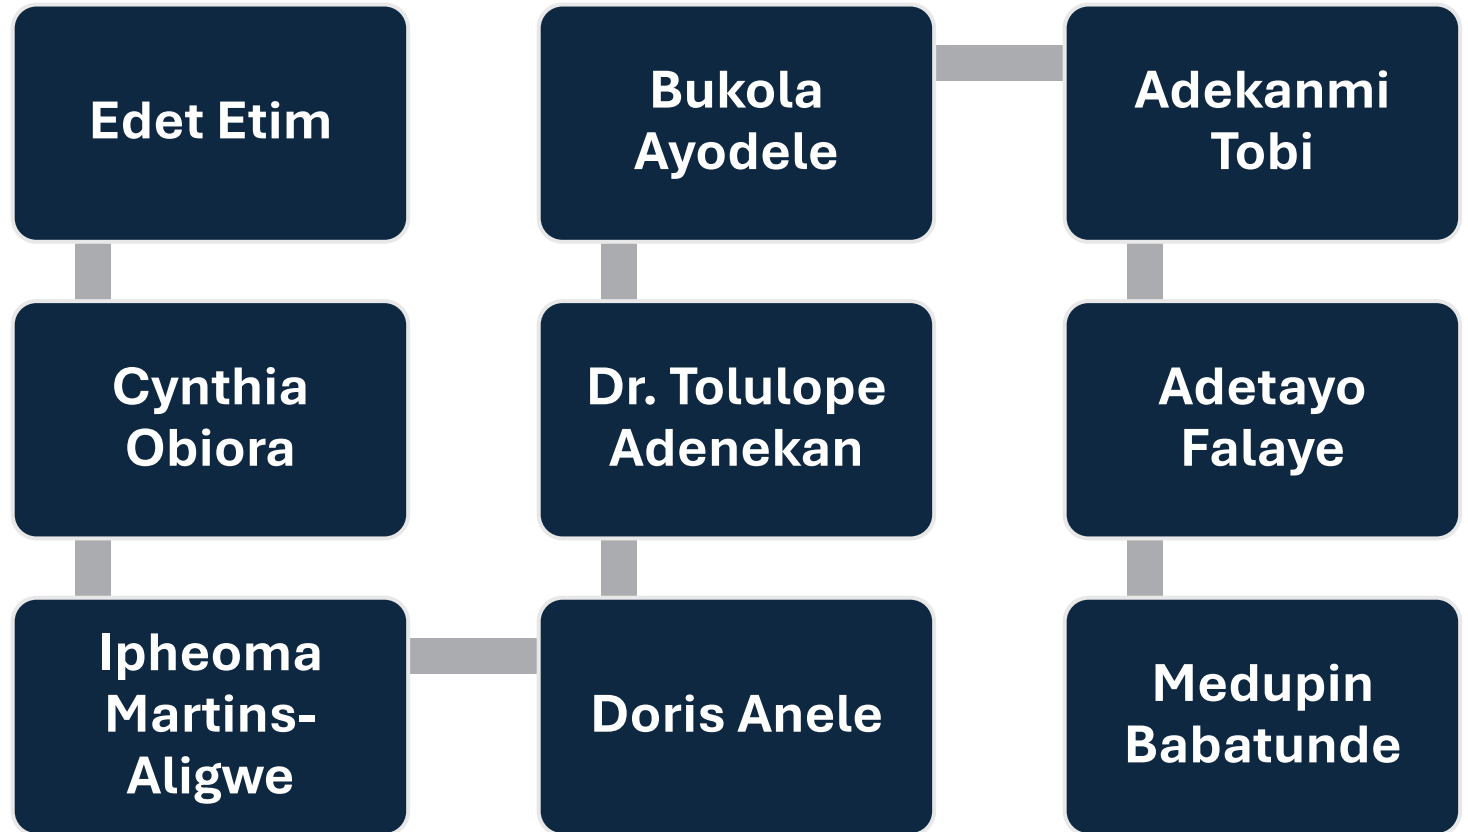 Edet Etim
Cynthia
Obiora
Ipheoma
Martins-
Aligwe
Doris Anele
Dr. Tolulope
Adenekan
Bukola
Ayodele
Adekanmi
Tobi
Adetayo
Falaye
Medupin
Babatunde